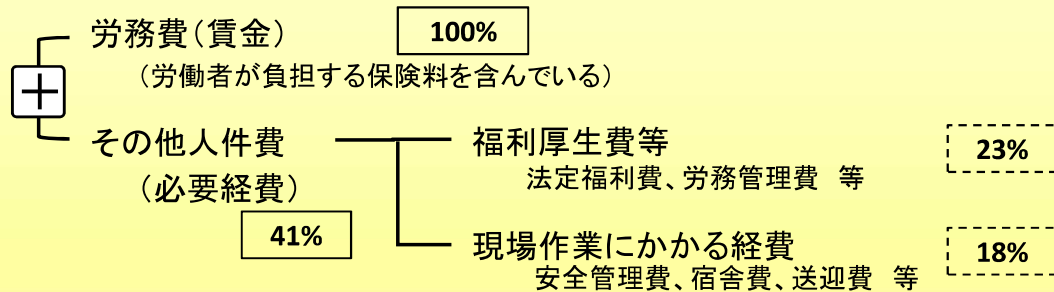 労務費（賃金） 100%
（労働者が負担する保険料を含んでいる）
その他人件費
（必要経費）
41%
福利厚生費等 23%
法定福利費、労務管理費　等
現場作業にかかる経費 18%
安全管理費、宿舎費、送迎費　等